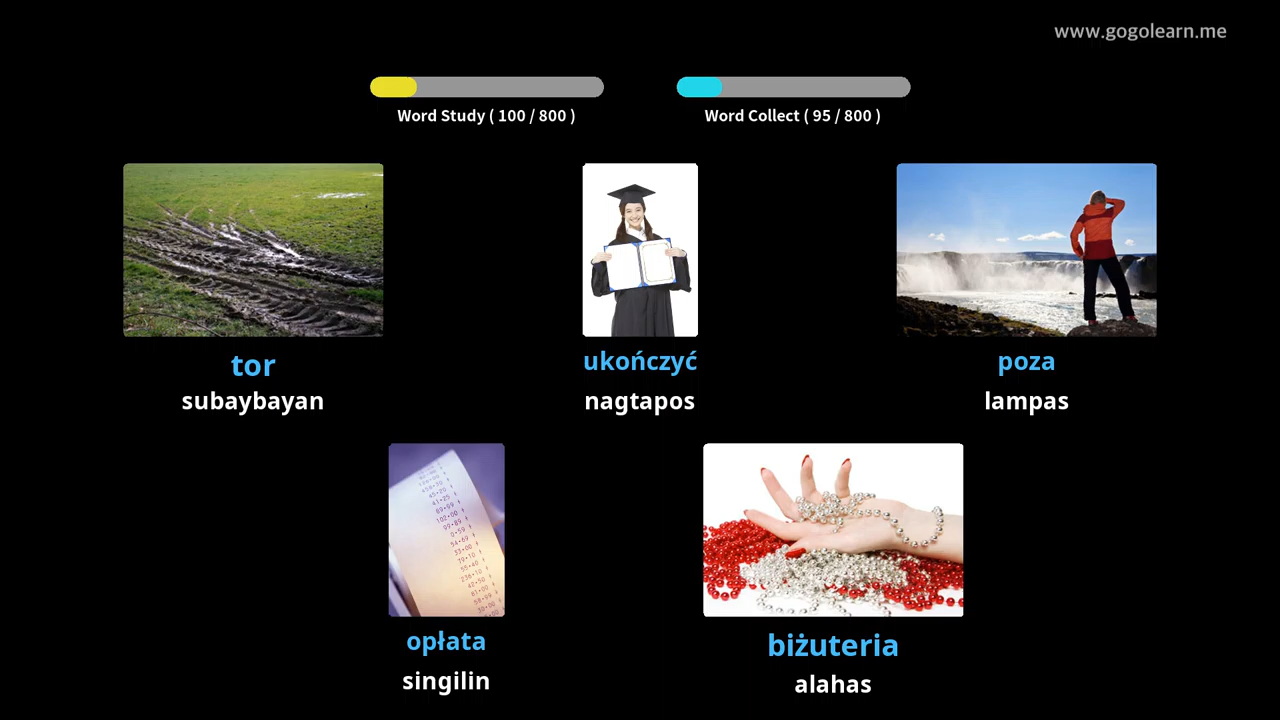 www.gogolearn.me
Word Study ( 100 / 800 )
Word Collect ( 95 / 800 )
tor
subaybayan
ukończyć
nagtapos
poza
lampas
opłata
singilin
biżuteria
alahas